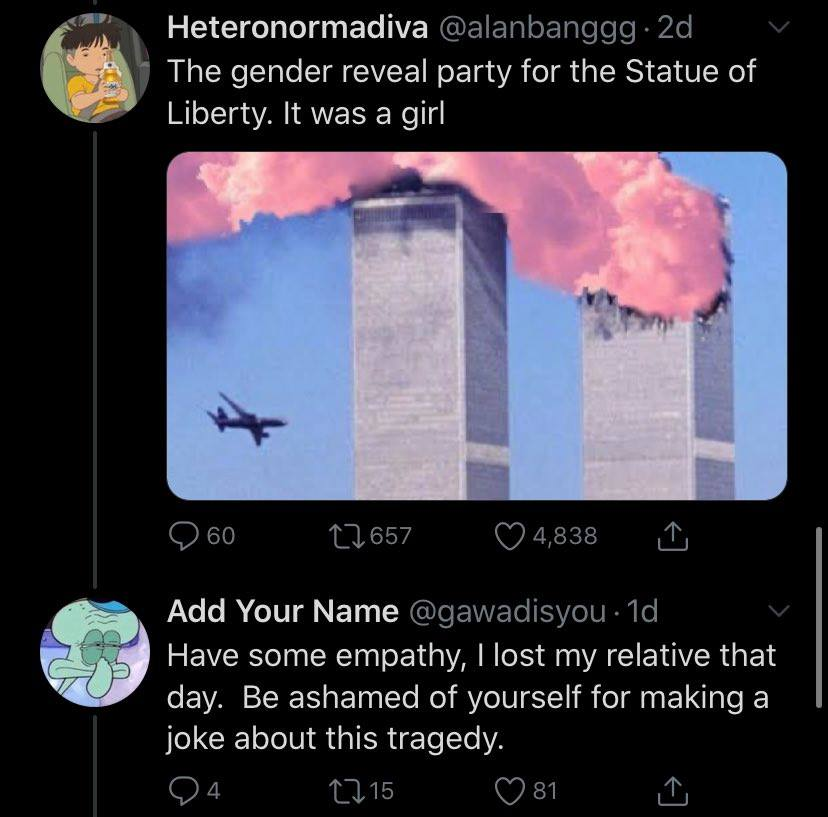 Heteronormadiva @alanbanggg · 2d
The gender reveal party for the Statue of
Liberty. It was a girl
60 657 4,838
Add Your Name @gawadisyou · 1d
Have some empathy, I lost my relative that
day.  Be ashamed of yourself for making a
joke about this tragedy.
4 15 81